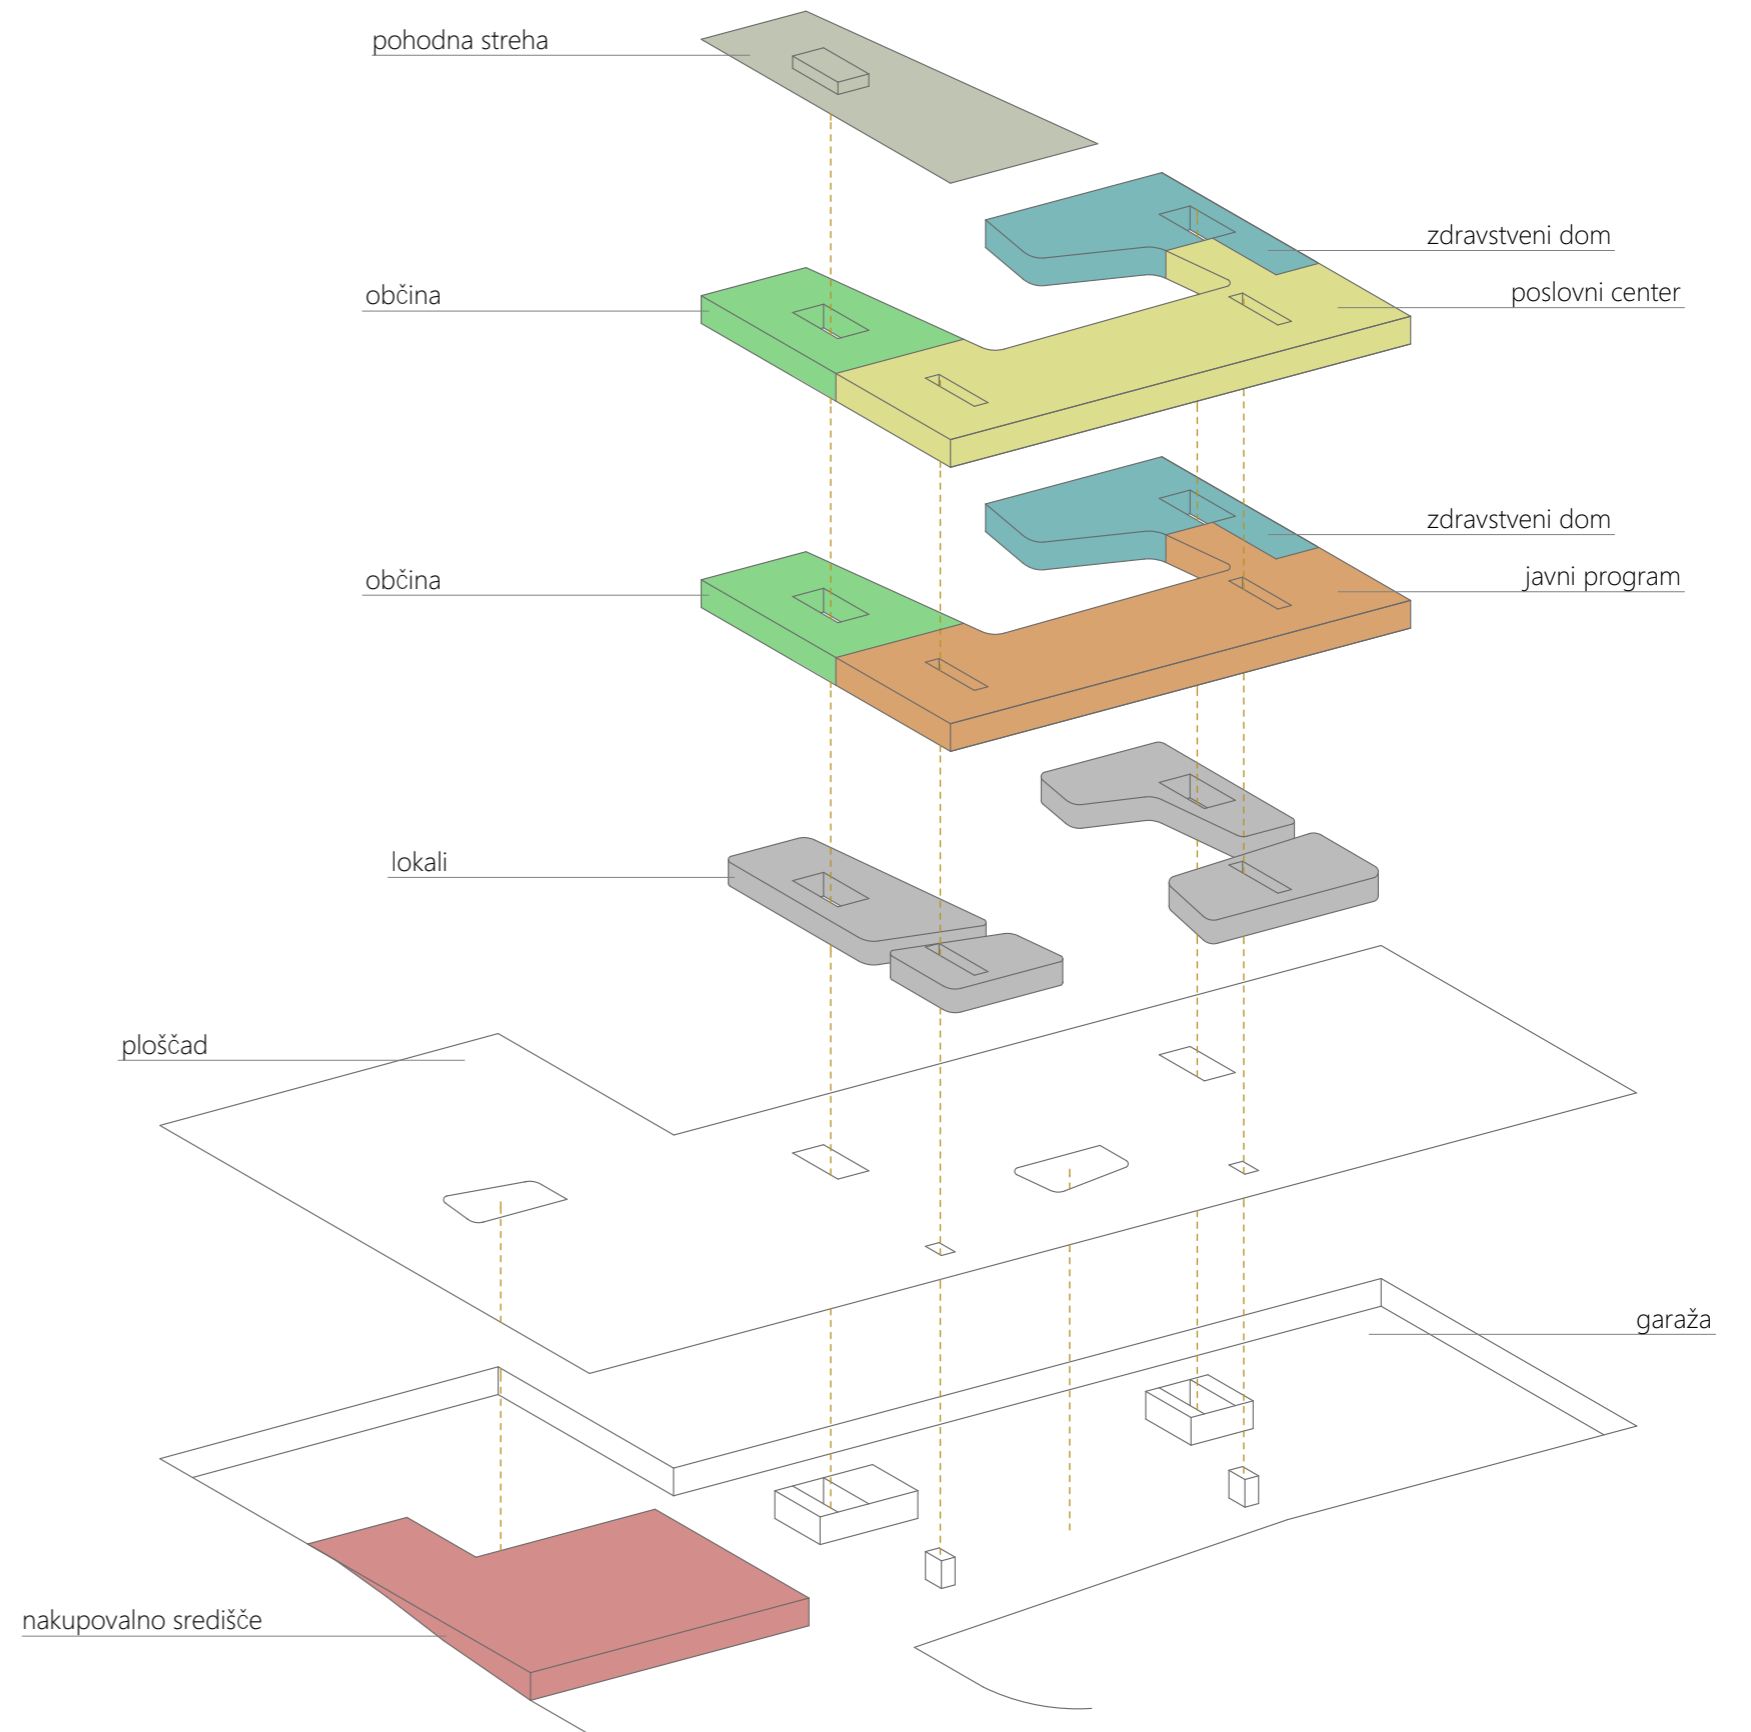 pohodna streha
zdravstveni dom
občina
poslovni center
zdravstveni dom
občina
javni program
lokali
ploščad
garaža
nakupovalno središče